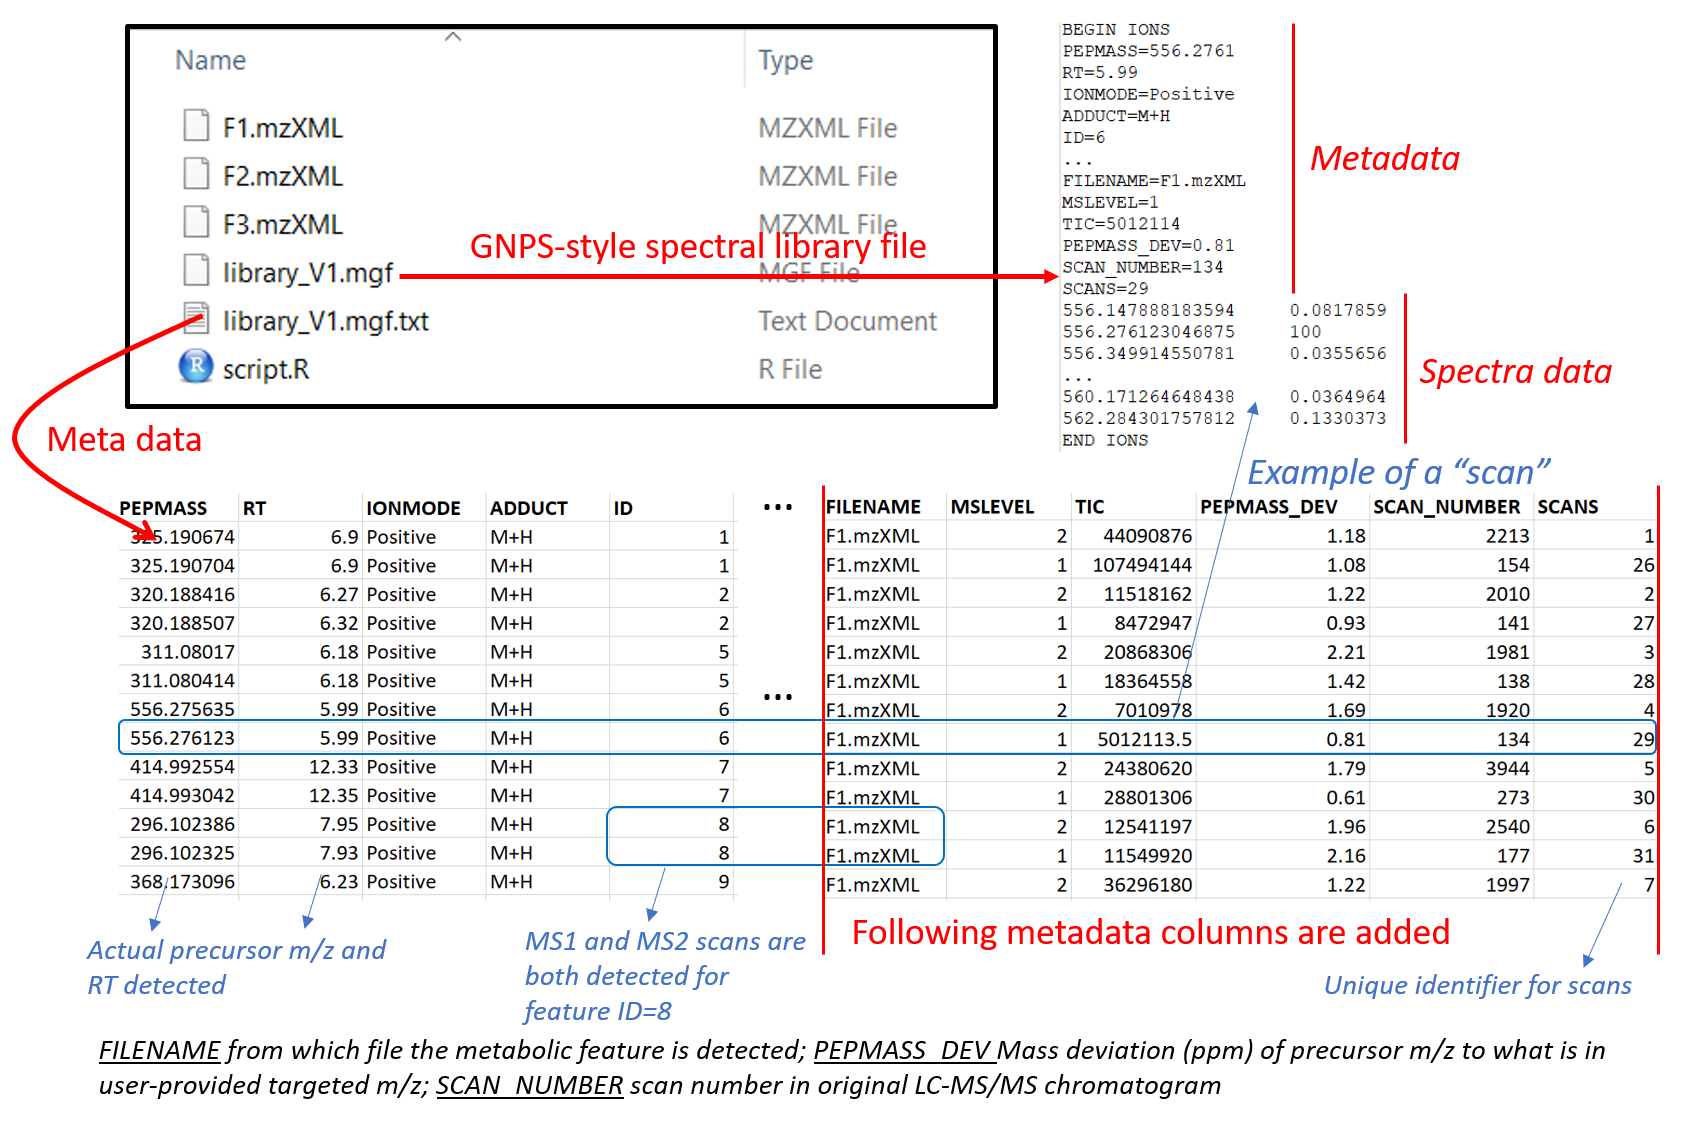 Name Type
F1.mzXML MZXML File
F2.mzXML MZXML File
F3.mzXML MZXML File
library_V1.mgf MGF File
library_V1.mgf.txt Text Document
script.R R File
GNPS-style spectral library file
BEGIN IONS
PEPMASS=556.2761
RT=5.99
IONMODE=Positive
ADDUCT=M+H
ID=6
...
FILENAME=F1.mzXML
MSLEVEL=1
TIC=5012114
PEPMASS_DEV=0.81
SCAN_NUMBER=134
SCANS=29
556.147888183594 0.0817859
556.276123046875 100
556.349914550781 0.0355656
...
560.171264648438 0.0364964
562.284301757812 0.1330373
END IONS
Metadata
Spectra data
Meta data
Example of a “scan”
PEPMASS RT IONMODE ADDUCT ID ... FILENAME MSLEVEL TIC PEPMASS_DEV SCAN_NUMBER SCANS
325.190674 6.9 Positive M+H 1 F1.mzXML 2 44090876 1.18 2213 1
325.190704 6.9 Positive M+H 1 F1.mzXML 1 107494144 1.08 154 26
320.188416 6.27 Positive M+H 2 F1.mzXML 2 11518162 1.22 2010 2
320.188507 6.32 Positive M+H 2 F1.mzXML 1 8472947 0.93 141 27
311.08017 6.18 Positive M+H 5 F1.mzXML 2 20868306 2.21 1981 3
311.080414 6.18 Positive M+H 5 ... F1.mzXML 1 18364558 1.42 138 28
556.275635 5.99 Positive M+H 6 F1.mzXML 2 7010978 1.69 1920 4
556.276123 5.99 Positive M+H 6 F1.mzXML 1 5012113.5 0.81 134 29
414.992554 12.33 Positive M+H 7 F1.mzXML 2 24380620 1.79 3944 5
414.993042 12.35 Positive M+H 7 F1.mzXML 1 28801306 0.61 273 30
296.102386 7.95 Positive M+H 8 F1.mzXML 2 12541197 1.96 2540 6
296.102325 7.93 Positive M+H 8 F1.mzXML 1 11549920 2.16 177 31
368.173096 6.23 Positive M+H 9 F1.mzXML 2 36296180 1.22 1997 7
Actual precursor m/z and
RT detected
MS1 and MS2 scans are
both detected for
feature ID=8
Following metadata columns are added
Unique identifier for scans
FILENAME from which file the metabolic feature is detected; PEPMASS_DEV Mass deviation (ppm) of precursor m/z to what is in
user-provided targeted m/z; SCAN_NUMBER scan number in original LC-MS/MS chromatogram